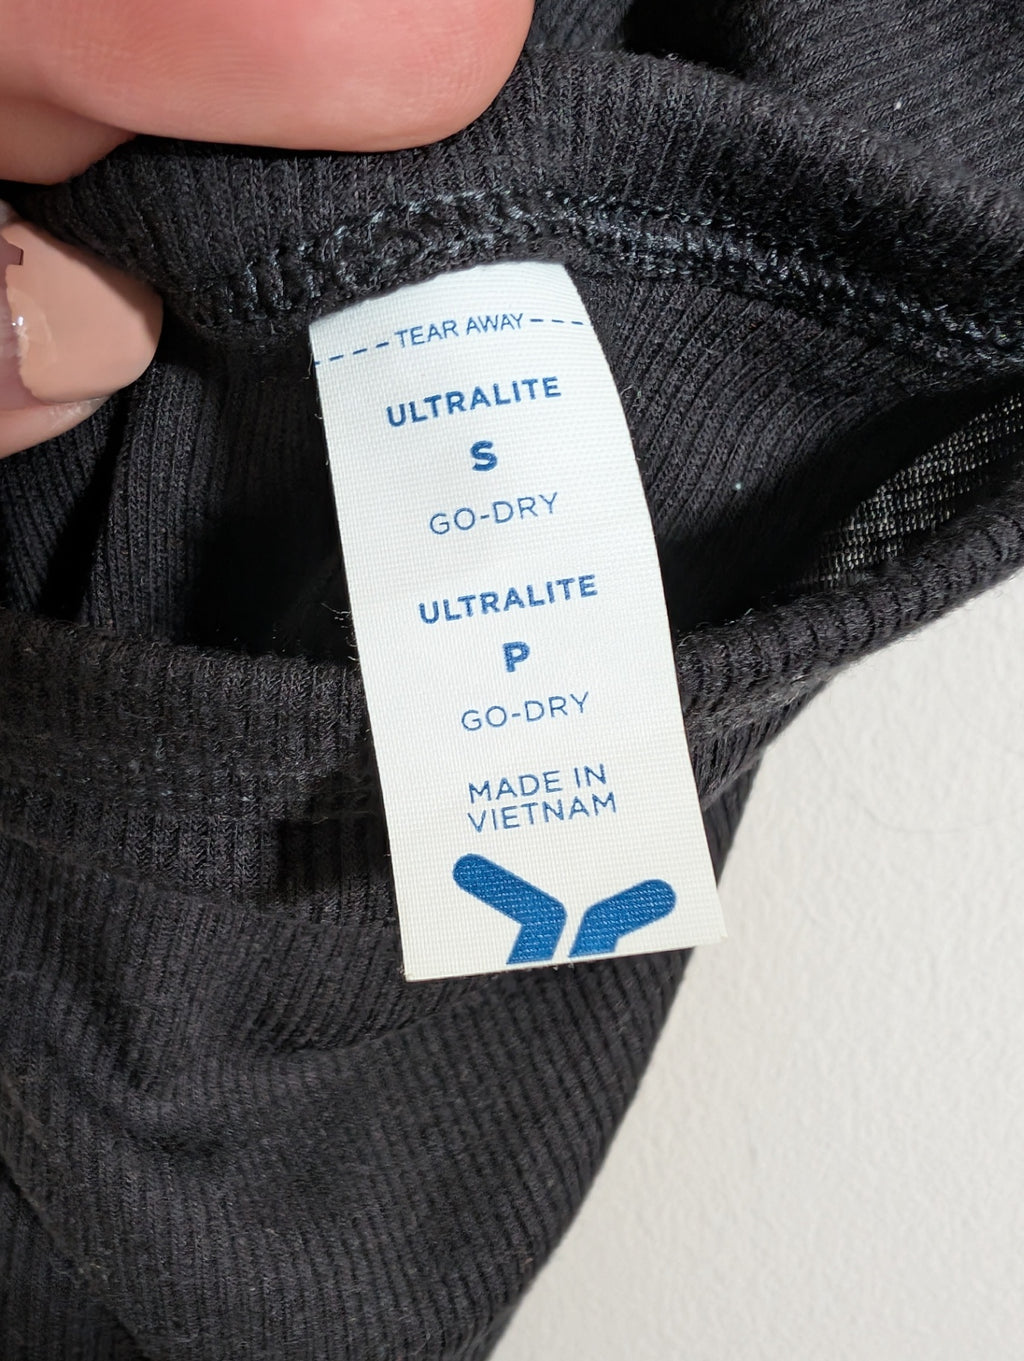 TEAR AWAY
ULTRALITE
S
GO-DRY
ULTRALITE
P
GO-DRY
MADE IN
VIETNAM